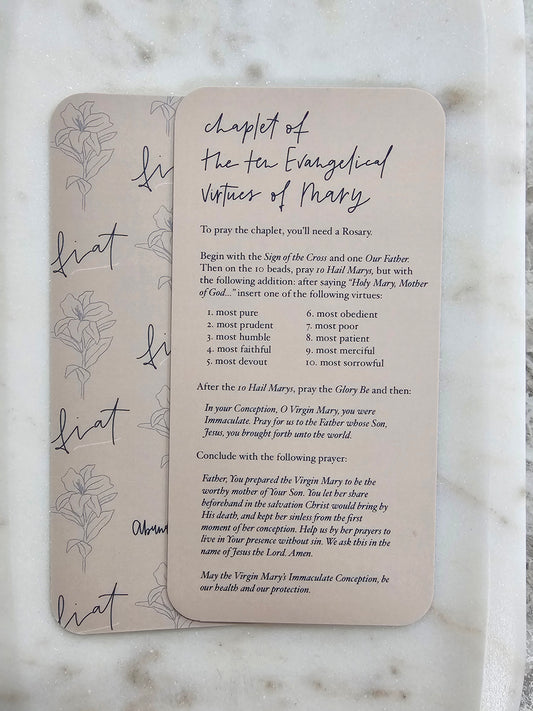 chaplet of
the ten Evangelical
virtues of Mary
To pray the chaplet, you'll need a Rosary.
Begin with the Sign of the Cross and one Our Father.
Then on the 10 beads, pray 10 Hail Marys, but with
the following addition: after saying "Holy Mary, Mother
of God..." insert one of the following virtues:
1. most pure
2. most prudent
3. most humble
4. most faithful
5. most devout
6. most obedient
7. most poor
8. most patient
9. most merciful
10. most sorrowful
After the 10 Hail Marys, pray the Glory Be and then:
In your Conception, O Virgin Mary, you were
Immaculate. Pray for us to the Father whose Son,
Jesus, you brought forth unto the world.
Conclude with the following prayer:
Father, You prepared the Virgin Mary to be the
worthy mother of Your Son. You let her share
beforehand in the salvation Christ would bring by
His death, and kept her sinless from the first
moment of her conception. Help us by her prayers to
live in Your presence without sin. We ask this in the
name of Jesus the Lord. Amen.
May the Virgin Mary's Immaculate Conception, be
our health and our protection.
fiat
fiat
fiat